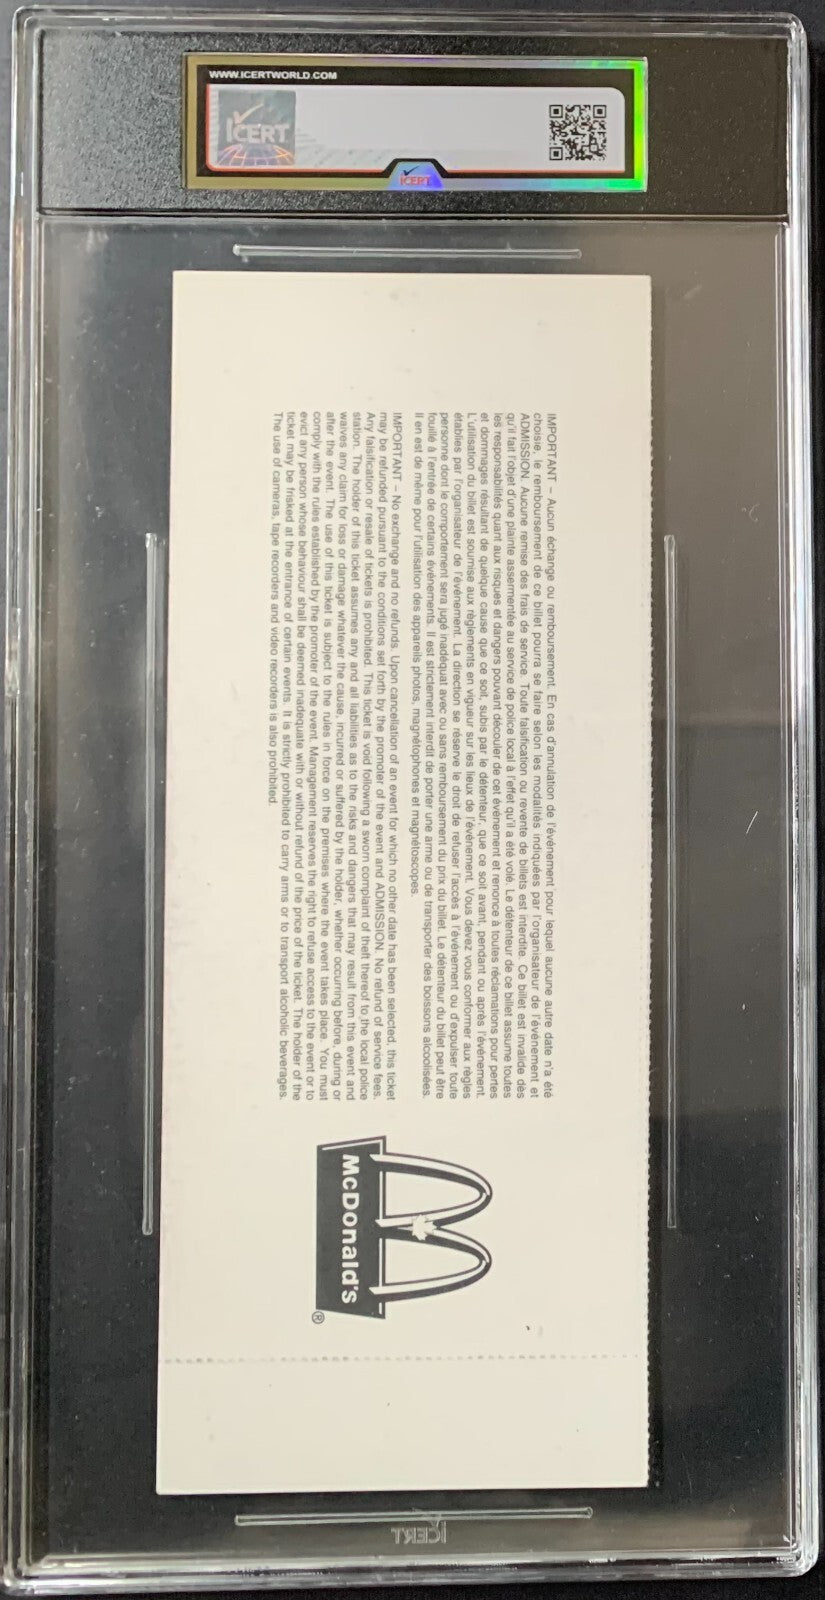 WWW.ICERTWORLD.COM
ICERT
ICERT
IMPORTANT – Aucun échange ou remboursement. En cas d'annulation de l'événement pour lequel aucune autre date n'a été
choisie, le remboursement de ce billet pourra se faire selon les modalités indiquées par l'organisateur de l'événement et
ADMISSION. Aucune remise des frais de service. Toute falsification ou revente de billets est interdite. Ce billet est invalide dès
qu'il fait l'objet d'une plainte assermentée au service de police local à l'effet qu'il a été volé. Le détenteur de ce billet assume toutes
les responsabilités quant aux risques et dangers pouvant découler de cet événement et renonce à toutes réclamations pour pertes
et dommages résultant de quelque cause que ce soit, subis par le détenteur, que ce soit avant, pendant ou après l'événement.
L'utilisation du billet est soumise aux règlements en vigueur sur les lieux de l'événement. Vous devez vous conformer aux règles
établies par l'organisateur de l'événement. La direction se réserve le droit de refuser l'accès à l'événement ou d'expulser toute
personne dont le comportement sera jugé inadéquat avec ou sans remboursement du prix du billet. Le détenteur du billet peut être
fouillé à l'entrée de certains événements. Il est strictement interdit de porter une arme ou de transporter des boissons alcoolisées.
Il en est de même pour l'utilisation des appareils photos, magnétophones et magnétoscopes.
IMPORTANT – No exchange and no refunds. Upon cancellation of an event for which no other date has been selected, this ticket
may be refunded pursuant to the conditions set forth by the promoter of the event and ADMISSION. No refund of service fees.
Any falsification or resale of tickets is prohibited. This ticket is void following a sworn complaint of theft thereof to the local police
station. The holder of this ticket assumes any and all liabilities as to the risks and dangers that may result from this event and
waives any claim for loss or damage whatever the cause, incurred or suffered by the holder, whether occurring before, during or
after the event. The use of this ticket is subject to the rules in force on the premises where the event takes place. You must
comply with the rules established by the promoter of the event. Management reserves the right to refuse access to the event or to
evict any person whose behaviour shall be deemed inadequate with or without refund of the price of the ticket. The holder of the
ticket may be frisked at the entrance of certain events. It is strictly prohibited to carry arms or to transport alcoholic beverages.
The use of cameras, tape recorders and video recorders is also prohibited.
McDonald's
®
ICERT